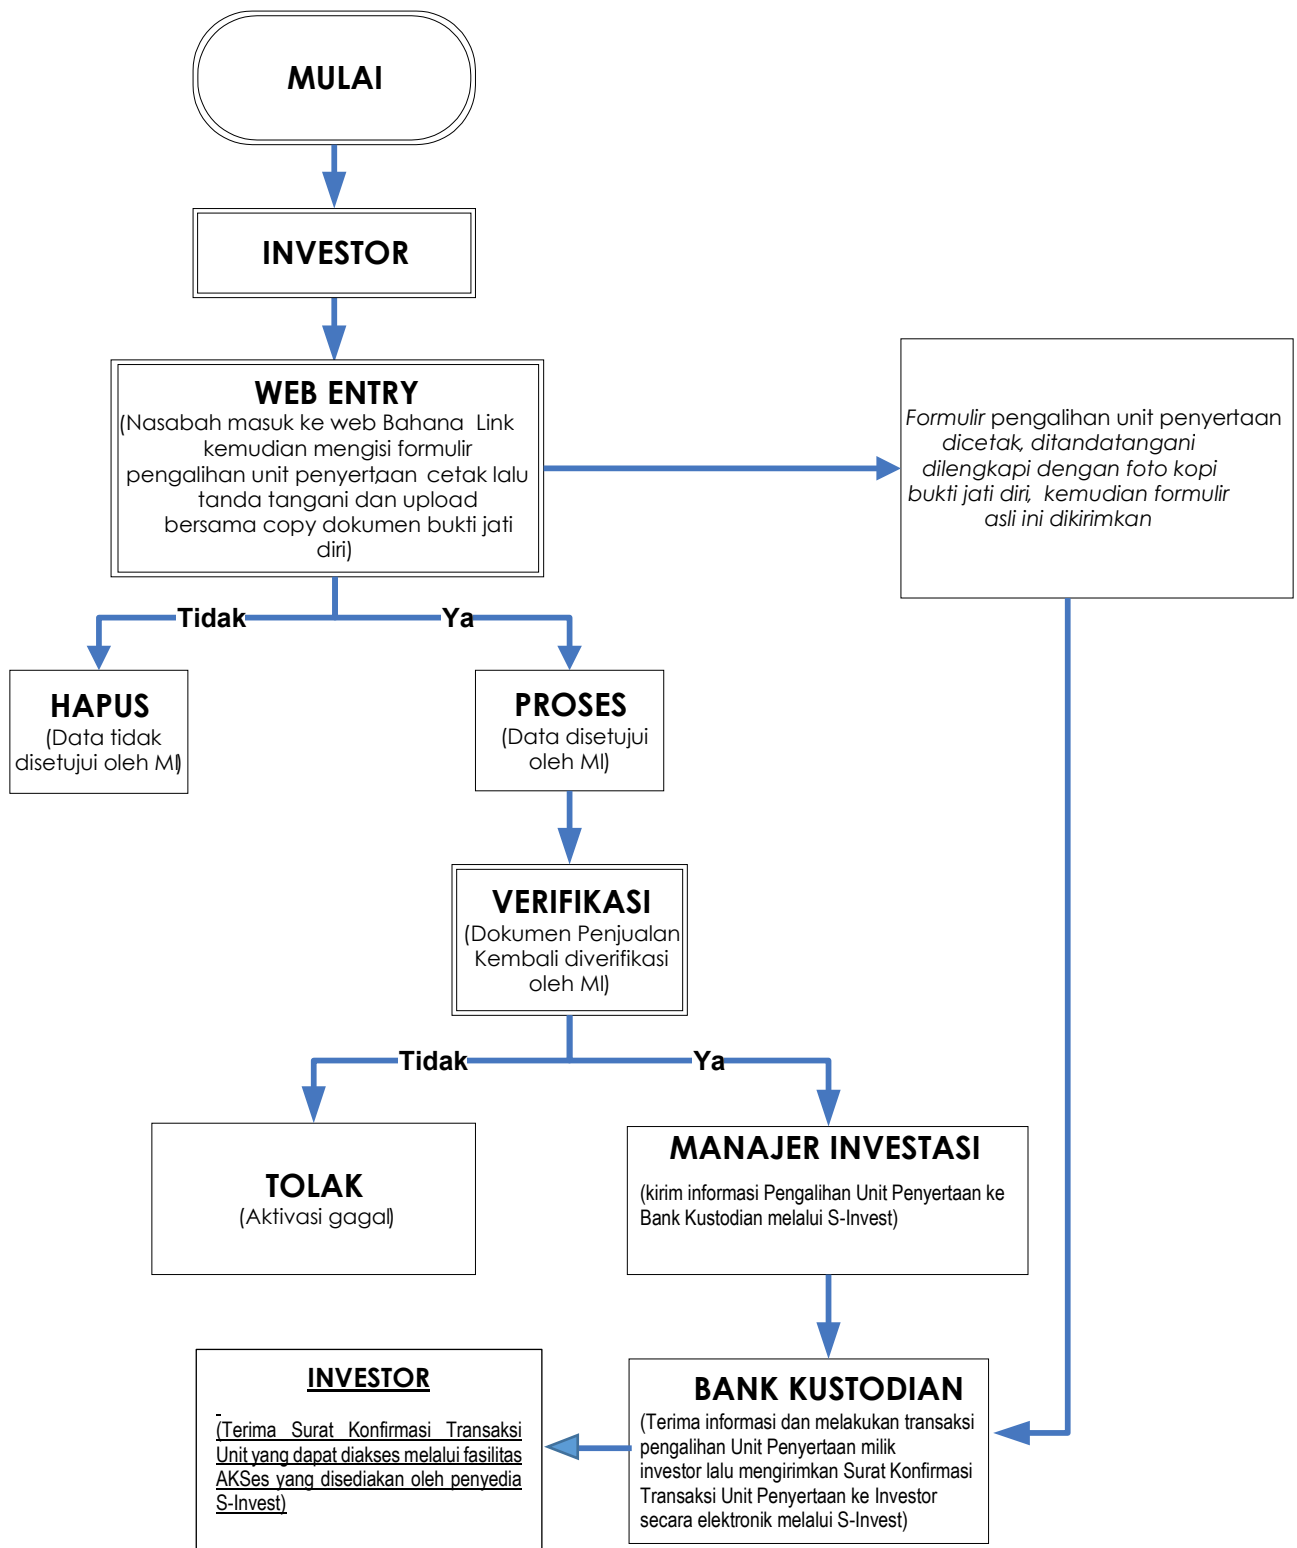 MULAI
INVESTOR
WEB ENTRY
(Nasabah masuk ke web Bahana Link
kemudian mengisi formulir
pengalihan unit penyertaan cetak lalu
tanda tangani dan upload
bersama copy dokumen bukti jati
diri)
Formulir pengalihan unit penyertaan
dicetak, ditandatangani
dilengkapi dengan foto kopi
bukti jati diri, kemudian formulir
asli ini dikirimkan
Tidak
Ya
HAPUS
(Data tidak
disetujui oleh MI)
PROSES
(Data disetujui
oleh MI)
VERIFIKASI
(Dokumen Penjualan
Kembali diverifikasi
oleh MI)
Tidak
Ya
TOLAK
(Aktivasi gagal)
MANAJER INVESTASI
(kirim informasi Pengalihan Unit Penyertaan ke
Bank Kustodian melalui S-Invest)
BANK KUSTODIAN
(Terima informasi dan melakukan transaksi
pengalihan Unit Penyertaan milik
investor lalu mengirimkan Surat Konfirmasi
Transaksi Unit Penyertaan ke Investor
secara elektronik melalui S-Invest)
INVESTOR
(Terima Surat Konfirmasi Transaksi
Unit yang dapat diakses melalui fasilitas
AKSes yang disediakan oleh penyedia
S-Invest)